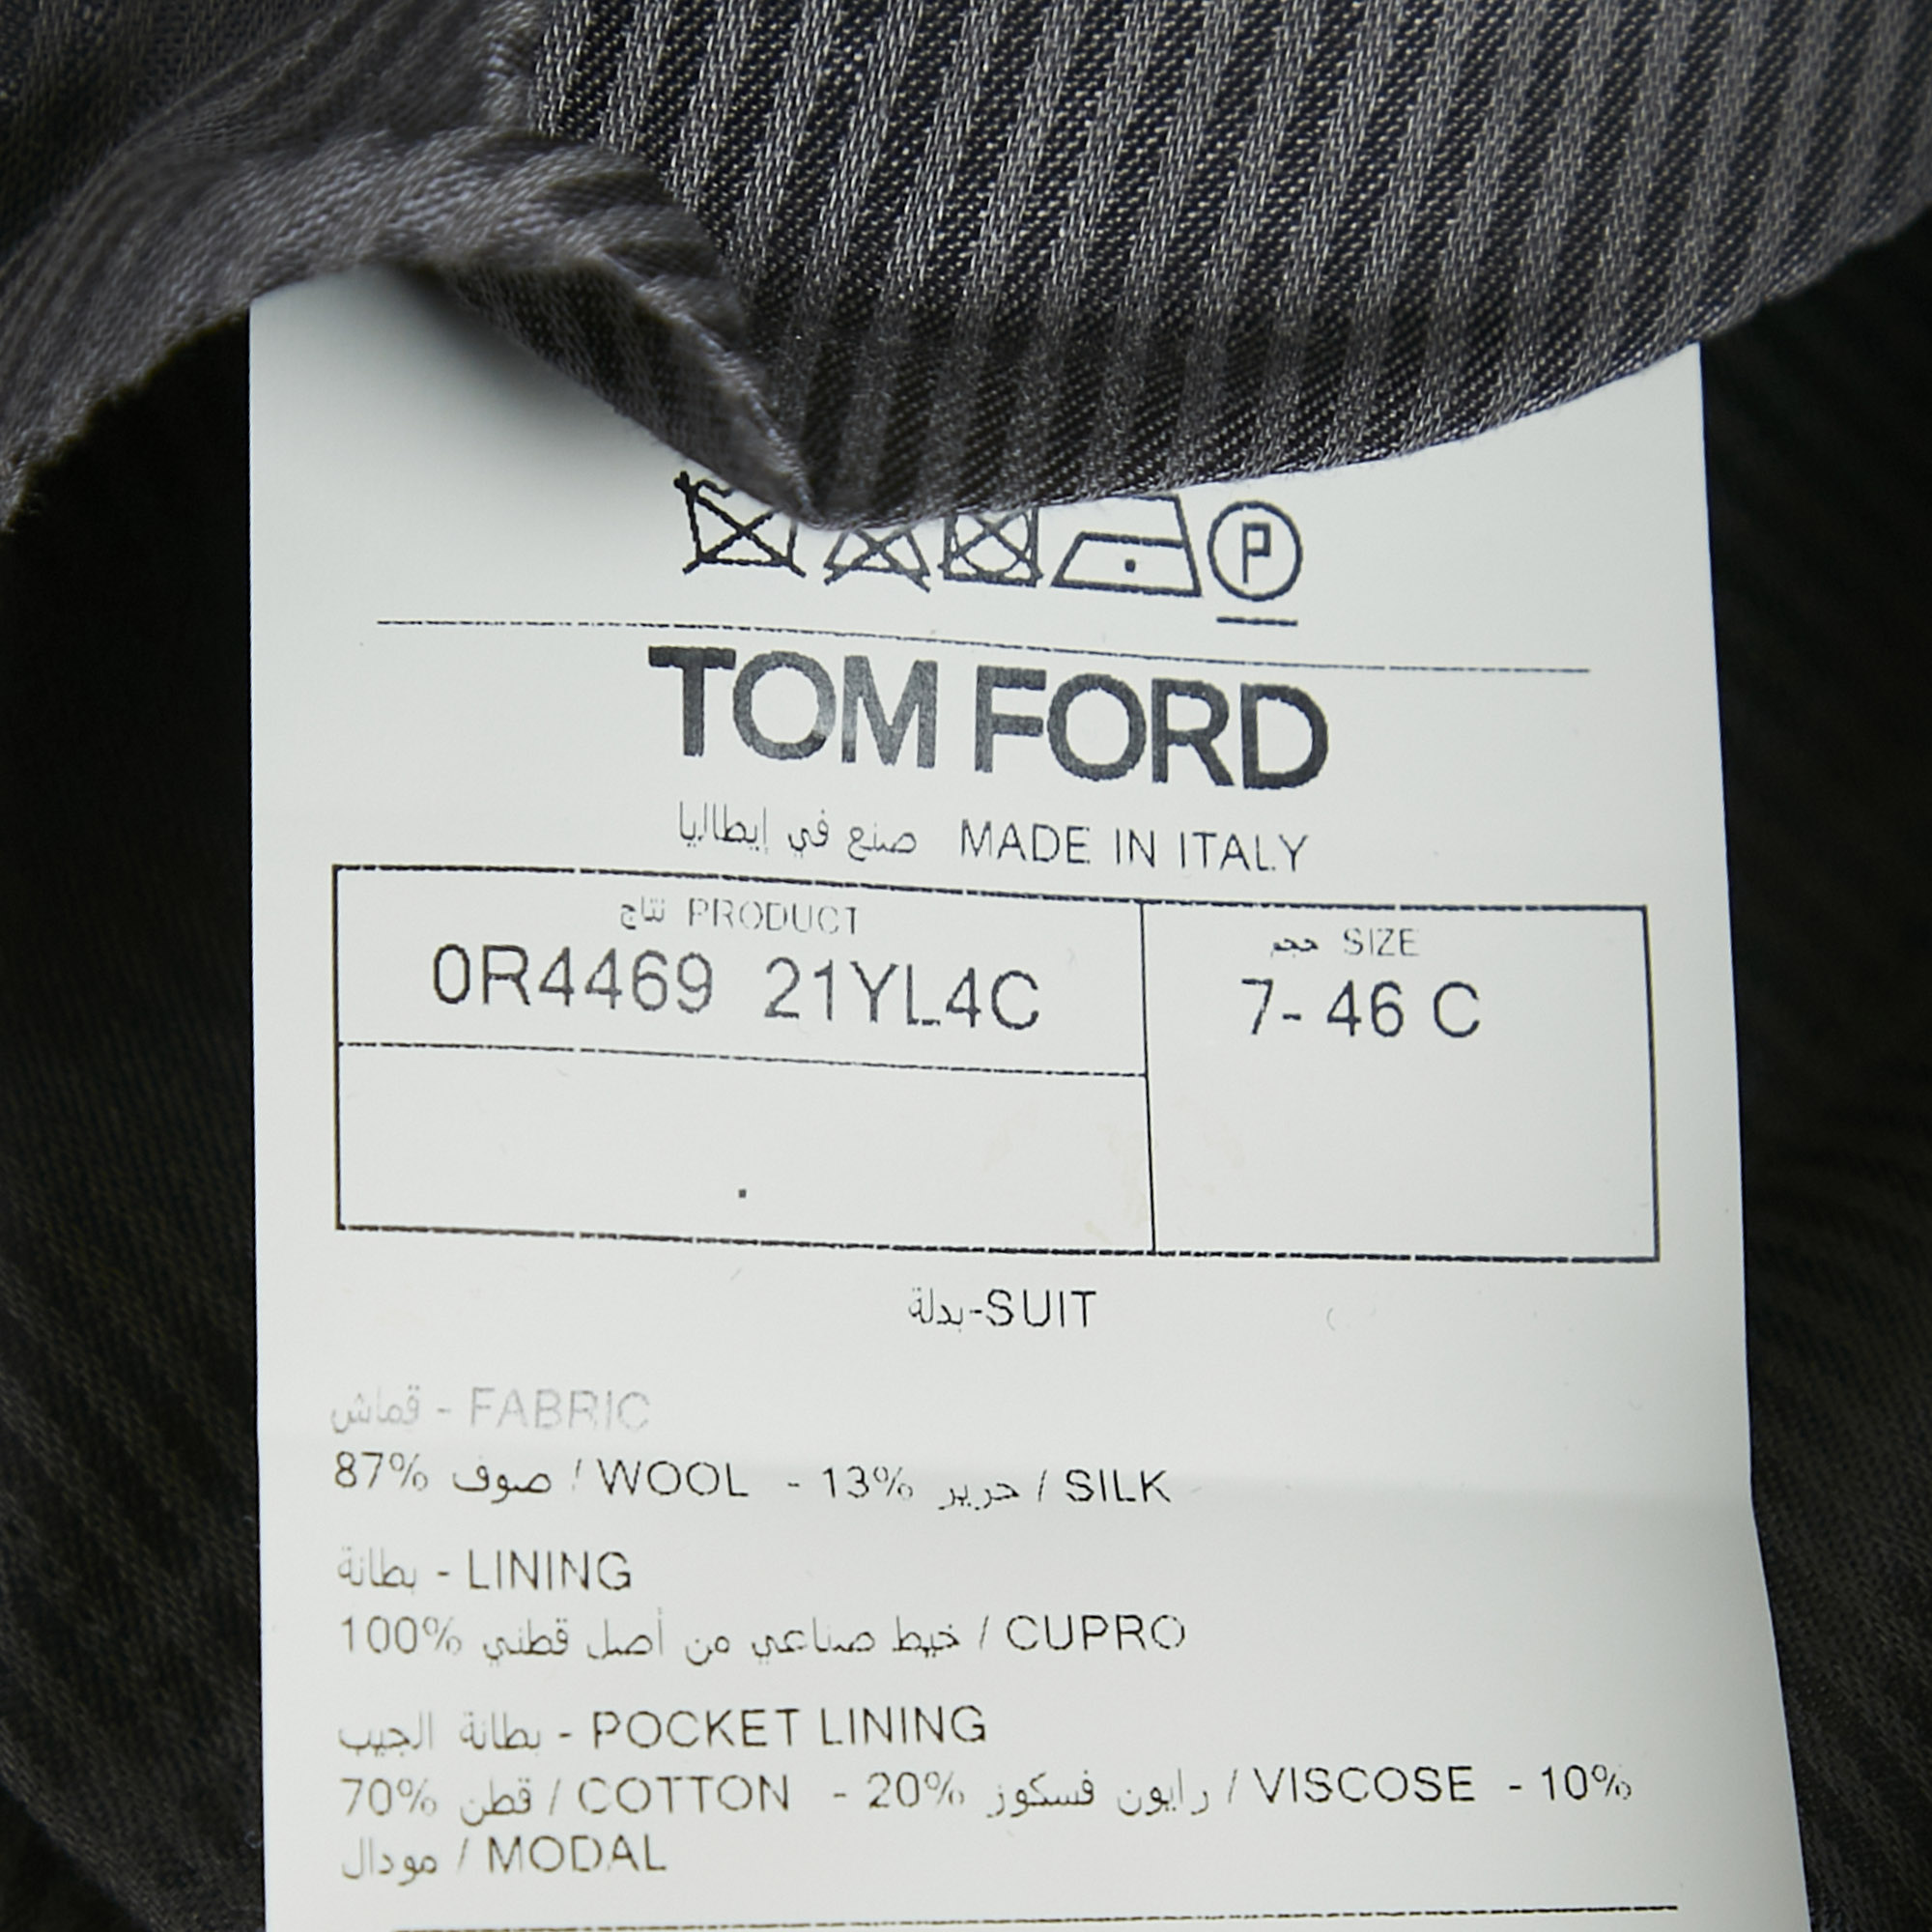 P
TOM FORD
صنع في إيطاليا MADE IN ITALY
نتاج PRODUCT
0R4469 21YL4C
حجم SIZE
7- 46 C
بدلة-SUIT
قماش - FABRIC
87% صوف / WOOL - 13% حرير / SILK
بطانة - LINING
100% خيط صناعي من أصل قطني / CUPRO
بطانة الجيب - POCKET LINING
70% قطن / COTTON - 20% رايون فسكوز / VISCOSE - 10%
مودال / MODAL